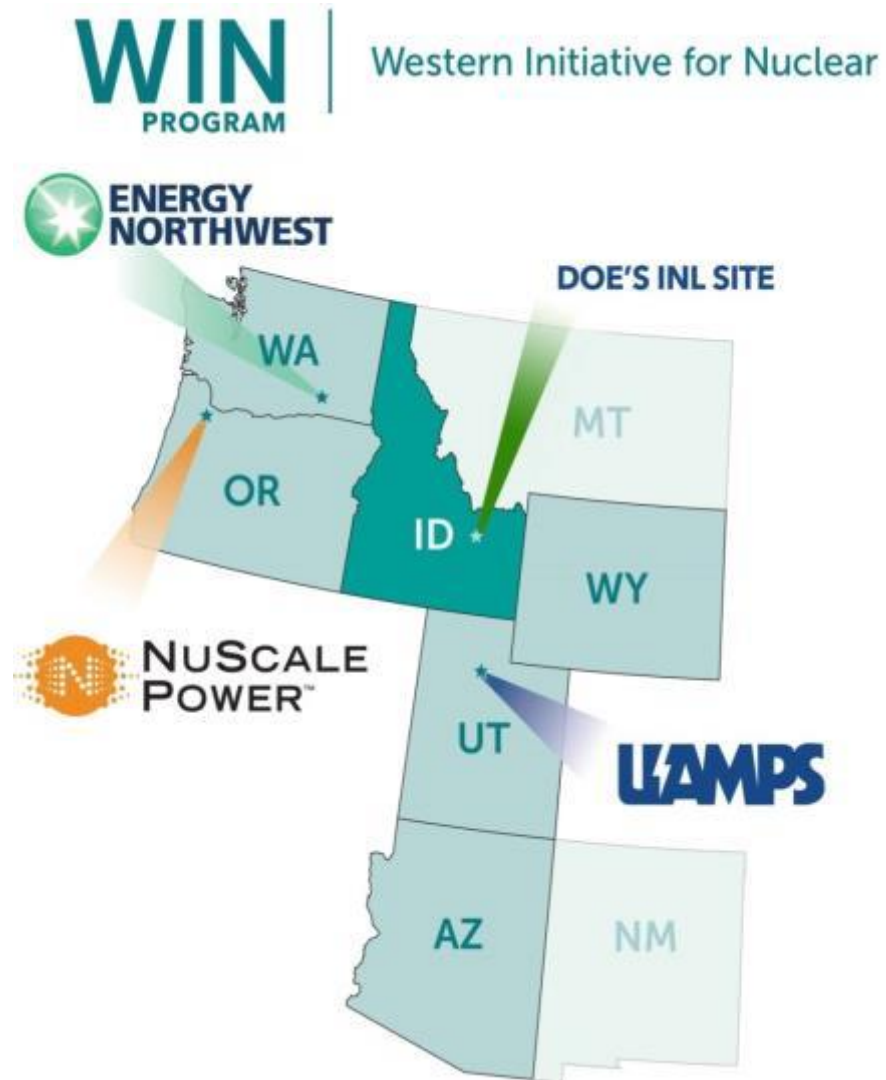 WIN
PROGRAM
Western Initiative for Nuclear
ENERGY
NORTHWEST
DOE'S INL SITE
WA
MT
OR
ID
WY
NUSCALE
POWER™
UT
UAMPS
AZ
NM